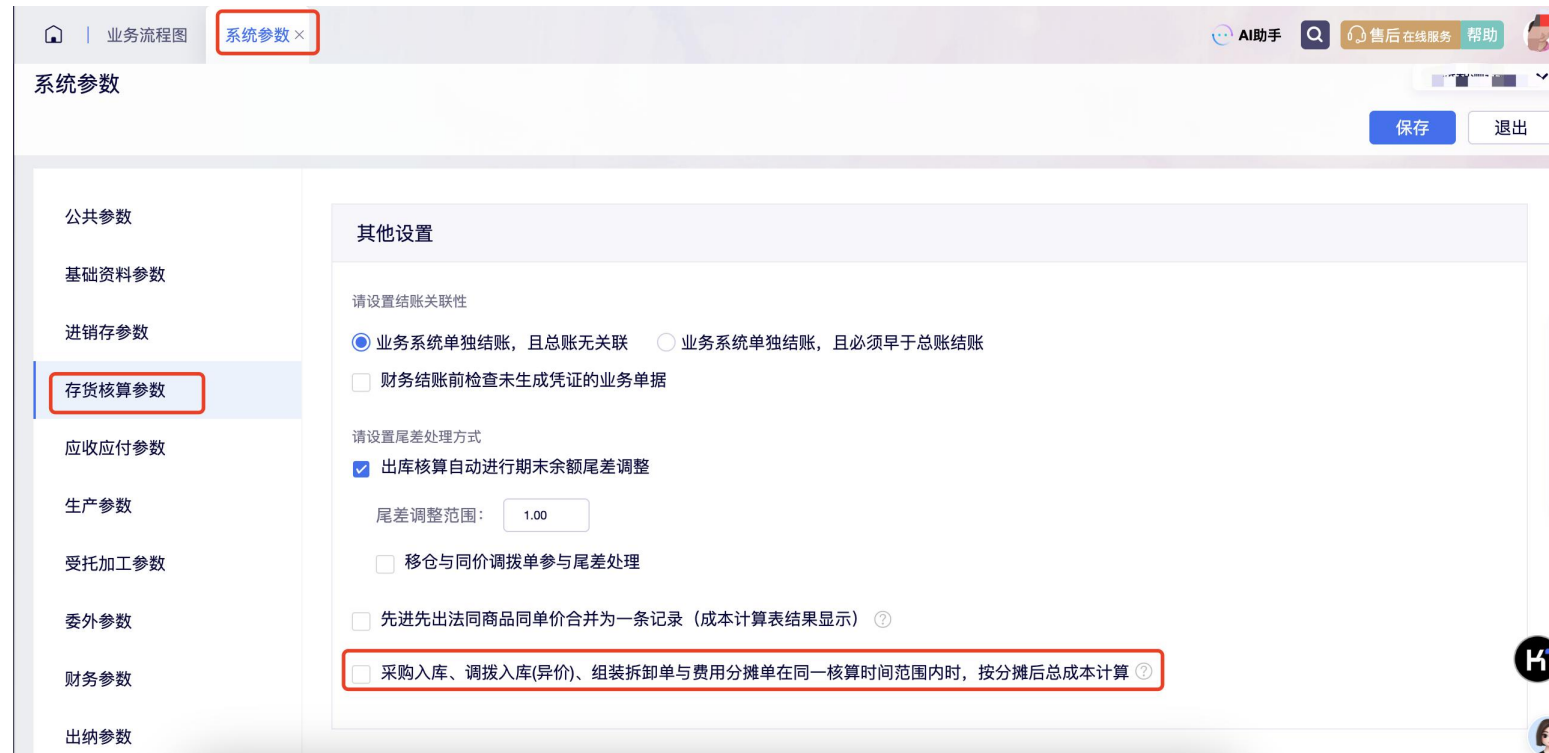 业务流程图 系统参数 × AI助手 售后 在线服务 帮助
系统参数
保存 退出
公共参数
基础资料参数
进销存参数
存货核算参数
应收应付参数
生产参数
受托加工参数
委外参数
财务参数
出纳参数
其他设置
请设置结账关联性
业务系统单独结账，且总账无关联 业务系统单独结账，且必须早于总账结账
财务结账前检查未生成凭证的业务单据
请设置尾差处理方式
出库核算自动进行期末余额尾差调整
尾差调整范围： 1.00
移仓与同价调拨单参与尾差处理
先进先出法同商品同单价合并为一条记录（成本计算表结果显示） ?
采购入库、调拨入库(异价)、组装拆卸单与费用分摊单在同一核算时间范围内时，按分摊后总成本计算 ?